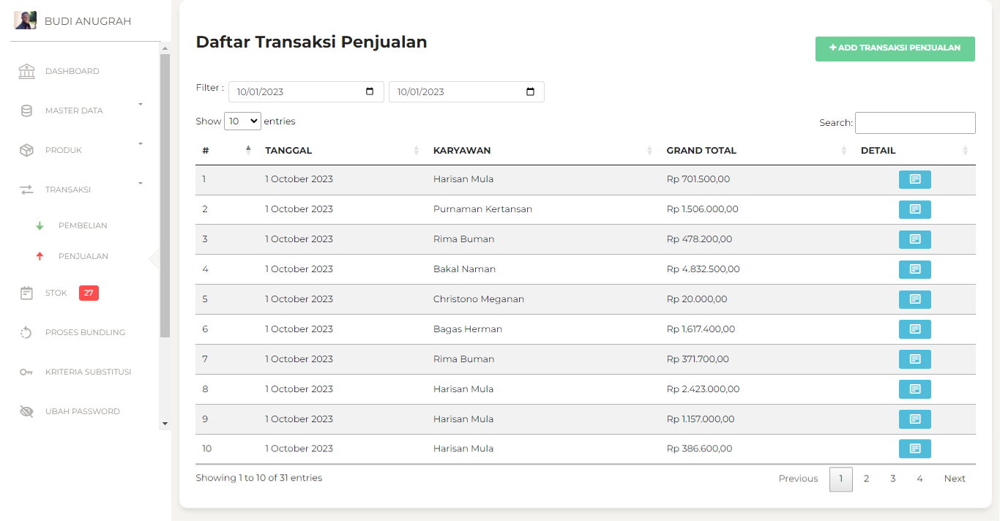 BUDI ANUGRAH
DASHBOARD
MASTER DATA
PRODUK
TRANSAKSI
PEMBELIAN
PENJUALAN
STOK 27
PROSES BUNDLING
KRITERIA SUBSTITUSI
UBAH PASSWORD
Daftar Transaksi Penjualan
+ ADD TRANSAKSI PENJUALAN
Filter : 10/01/2023 10/01/2023
Show 10 entries Search:
# TANGGAL KARYAWAN GRAND TOTAL DETAIL
1 1 October 2023 Harisan Mula Rp 701.500,00
2 1 October 2023 Purnaman Kertansan Rp 1.506.000,00
3 1 October 2023 Rima Buman Rp 478.200,00
4 1 October 2023 Bakal Naman Rp 4.832.500,00
5 1 October 2023 Christono Meganan Rp 20.000,00
6 1 October 2023 Bagas Herman Rp 1.617.400,00
7 1 October 2023 Rima Buman Rp 371.700,00
8 1 October 2023 Harisan Mula Rp 2.423.000,00
9 1 October 2023 Harisan Mula Rp 1.157.000,00
10 1 October 2023 Harisan Mula Rp 386.600,00
Showing 1 to 10 of 31 entries Previous 1 2 3 4 Next